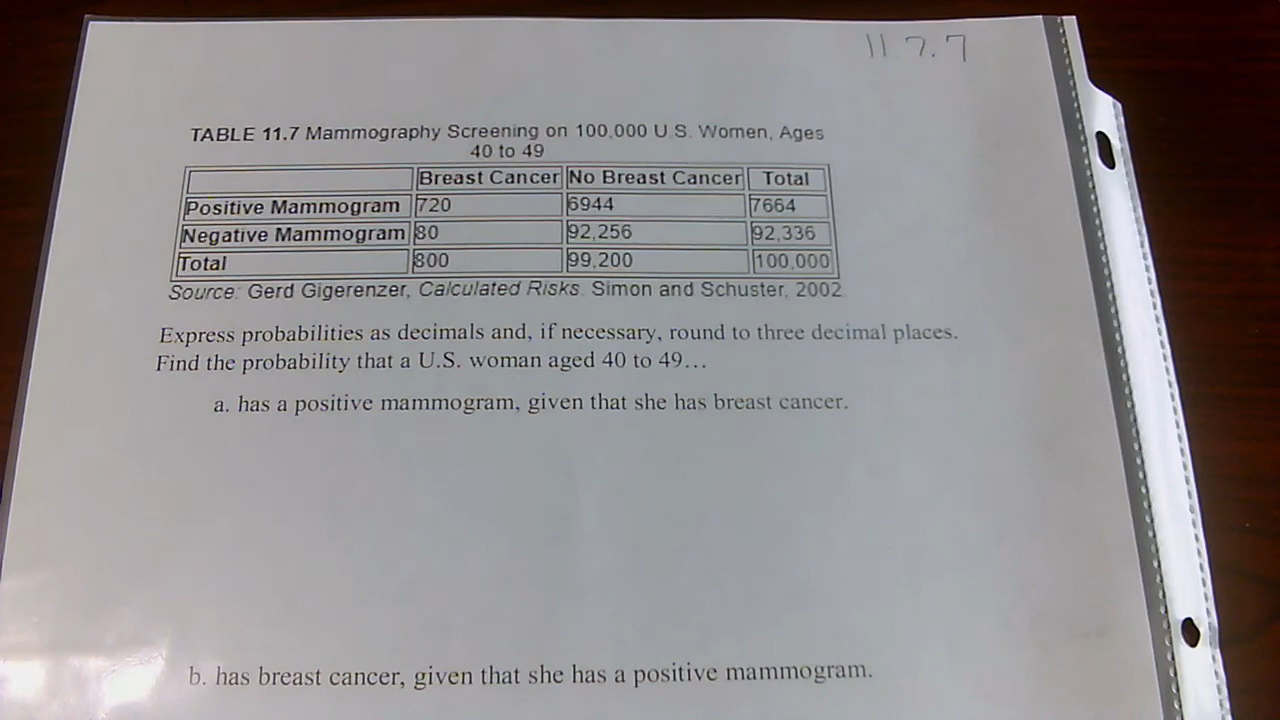 11.7.7
TABLE 11.7 Mammography Screening on 100,000 U.S. Women, Ages
40 to 49
Breast Cancer No Breast Cancer Total
Positive Mammogram 720 6944 7664
Negative Mammogram 80 92,256 92,336
Total 800 99,200 100,000
Source: Gerd Gigerenzer, Calculated Risks. Simon and Schuster, 2002
Express probabilities as decimals and, if necessary, round to three decimal places.
Find the probability that a U.S. woman aged 40 to 49...
a. has a positive mammogram, given that she has breast cancer.
b. has breast cancer, given that she has a positive mammogram.